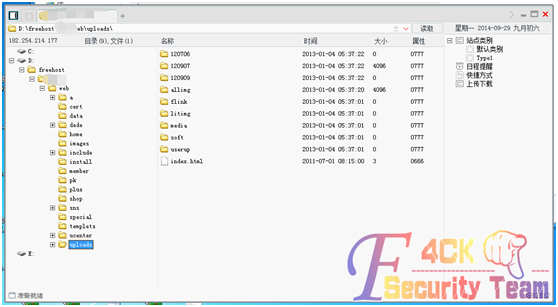 D:\freehost\ \web\uploads\
读取
星期一 2014-09-29 九月初六
182.254.214.177
目录(9),文件(1)
名称 时间 大小 属性
C:
D:
freehost
web
a
cert
data
dede
home
images
include
install
member
pk
plus
shop
sns
special
templets
ucenter
uploads
E:
120706 2013-01-04 05:37:22 0 0777
120907 2013-01-04 05:37:22 4096 0777
120909 2013-01-04 05:37:22 0 0777
allimg 2013-01-04 05:37:20 4096 0777
flink 2013-01-04 05:37:01 0 0777
litimg 2013-01-04 05:37:01 0 0777
media 2013-01-04 05:37:01 0 0777
soft 2013-01-04 05:37:01 0 0777
userup 2013-01-04 05:37:01 0 0777
index.html 2011-07-01 08:15:00 3 0666
站点类别
默认类别
Type1
日程提醒
快捷方式
上传下载
准备就绪
F4CK
Security Team